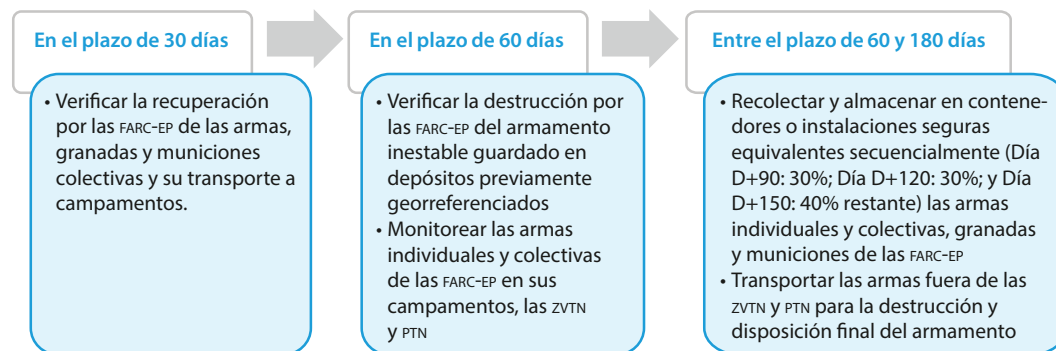 En el plazo de 30 días
• Verificar la recuperación
por las FARC-EP de las armas,
granadas y municiones
colectivas y su transporte a
campamentos.
En el plazo de 60 días
• Verificar la destrucción por
las FARC-EP del armamento
inestable guardado en
depósitos previamente
georreferenciados
• Monitorear las armas
individuales y colectivas
de las FARC-EP en sus
campamentos, las ZVTN
y PTN
Entre el plazo de 60 y 180 días
• Recolectar y almacenar en contene-
dores o instalaciones seguras
equivalentes secuencialmente (Día
D+90: 30%; Día D+120: 30%; y Día
D+150: 40% restante) las armas
individuales y colectivas, granadas
y municiones de las FARC-EP
• Transportar las armas fuera de las
ZVTN y PTN para la destrucción y
disposición final del armamento